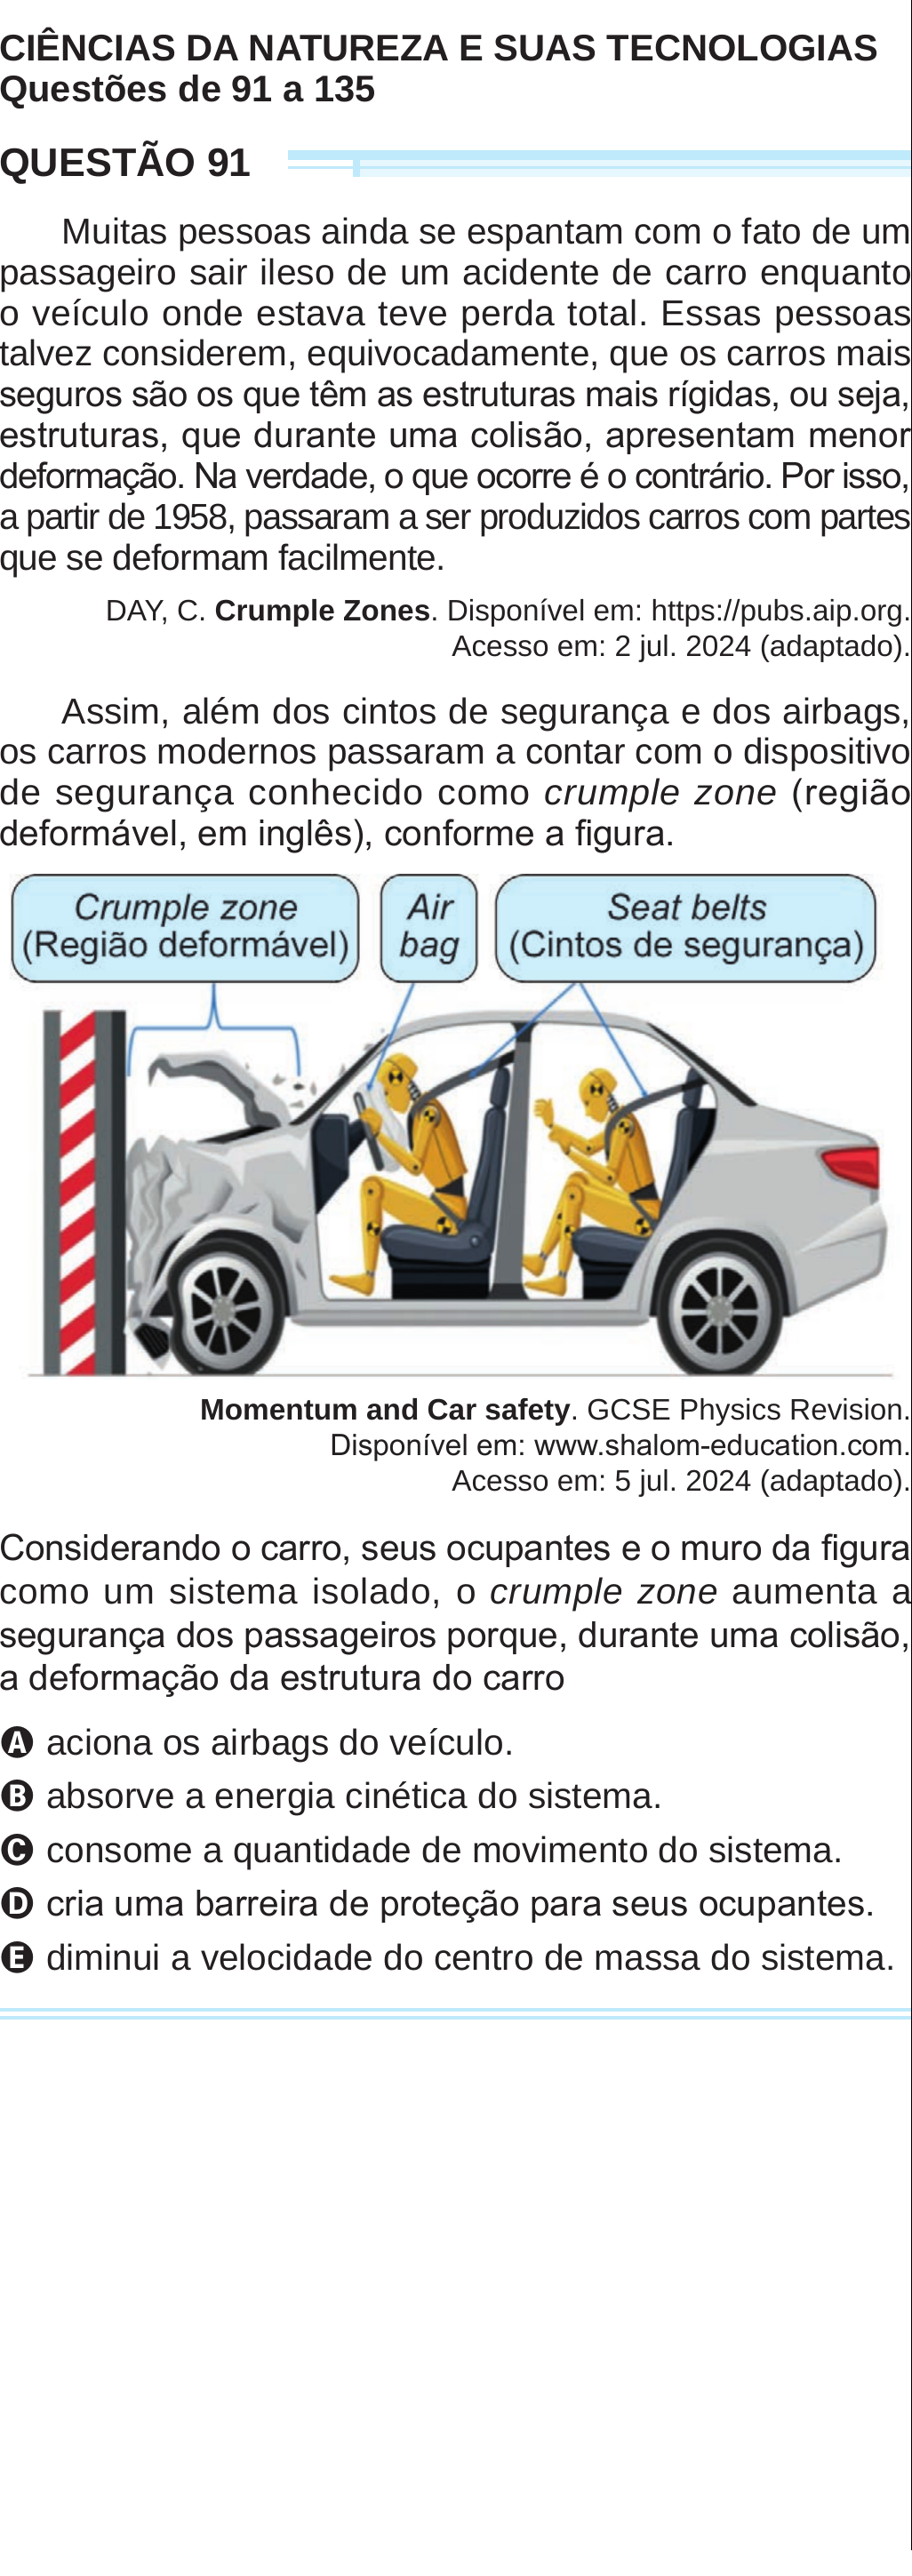 CIÊNCIAS DA NATUREZA E SUAS TECNOLOGIAS
Questões de 91 a 135
QUESTÃO 91
Muitas pessoas ainda se espantam com o fato de um
passageiro sair ileso de um acidente de carro enquanto
o veículo onde estava teve perda total. Essas pessoas
talvez considerem, equivocadamente, que os carros mais
seguros são os que têm as estruturas mais rígidas, ou seja,
estruturas, que durante uma colisão, apresentam menor
deformação. Na verdade, o que ocorre é o contrário. Por isso,
a partir de 1958, passaram a ser produzidos carros com partes
que se deformam facilmente.
DAY, C. Crumple Zones. Disponível em: https://pubs.aip.org.
Acesso em: 2 jul. 2024 (adaptado).
Assim, além dos cintos de segurança e dos airbags,
os carros modernos passaram a contar com o dispositivo
de segurança conhecido como crumple zone (região
deformável, em inglês), conforme a figura.
Crumple zone
(Região deformável)
Air
bag
Seat belts
(Cintos de segurança)
Momentum and Car safety. GCSE Physics Revision.
Disponível em: www.shalom-education.com.
Acesso em: 5 jul. 2024 (adaptado).
Considerando o carro, seus ocupantes e o muro da figura
como um sistema isolado, o crumple zone aumenta a
segurança dos passageiros porque, durante uma colisão,
a deformação da estrutura do carro
A aciona os airbags do veículo.
B absorve a energia cinética do sistema.
C consome a quantidade de movimento do sistema.
D cria uma barreira de proteção para seus ocupantes.
E diminui a velocidade do centro de massa do sistema.